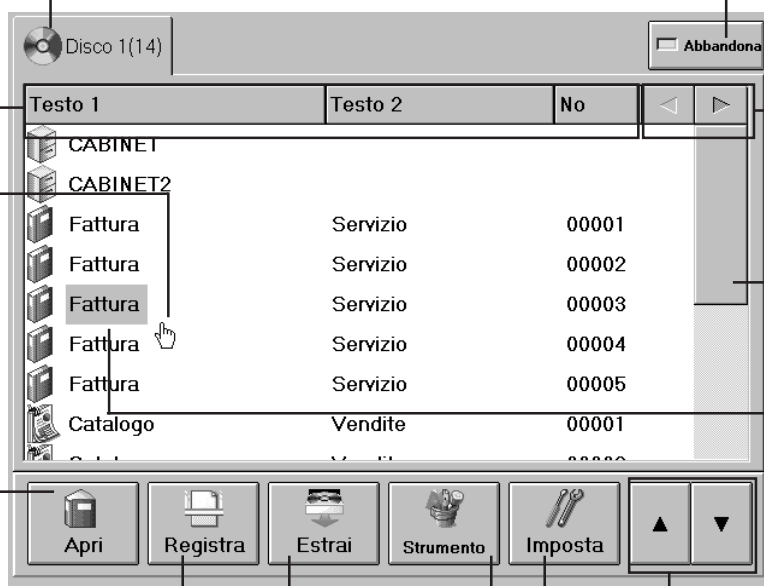 Disco 1(14)
Abbandona
Testo 1 Testo 2 No
CABINET
CABINET2
Fattura Servizio 00001
Fattura Servizio 00002
Fattura Servizio 00003
Fattura Servizio 00004
Fattura Servizio 00005
Catalogo Vendite 00001
Apri Registra Estrai Strumento Imposta